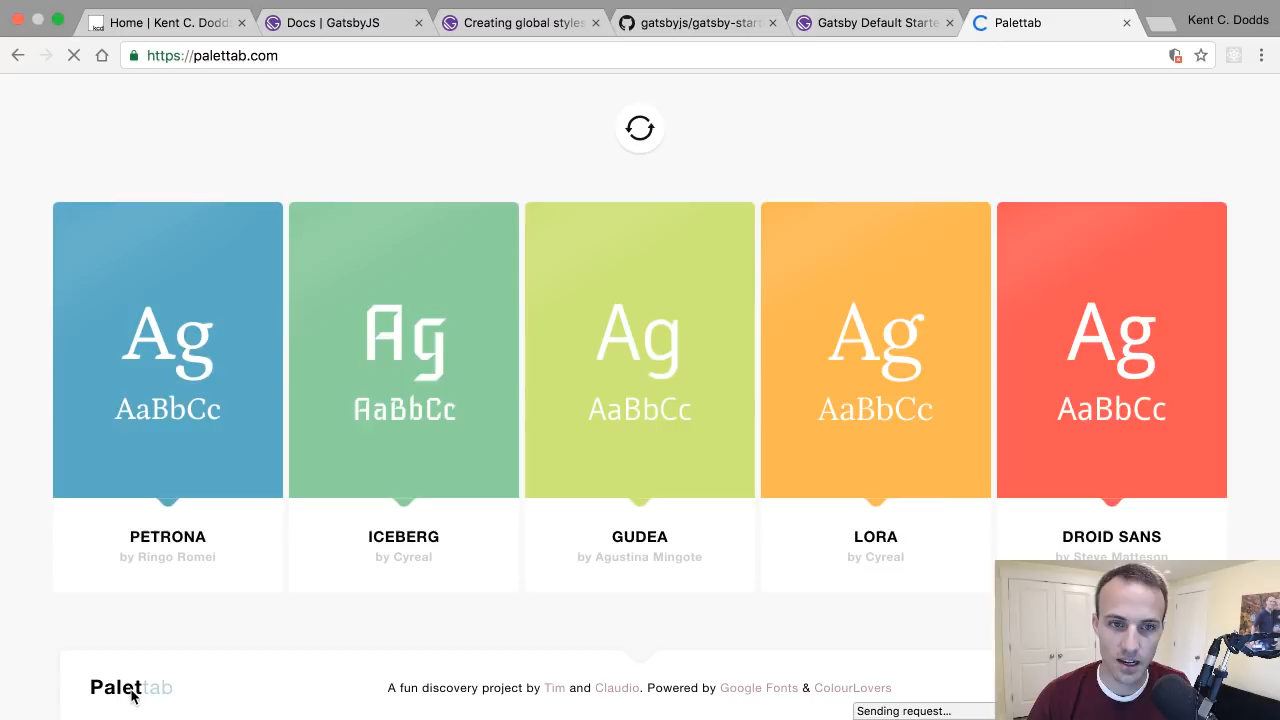 Home | Kent C. Dodds
Docs | GatsbyJS
Creating global styles
gatsbyjs/gatsby-start
Gatsby Default Starte
Palettab
Kent C. Dodds
https://palettab.com
Ag
AaBbCc
PETRONA
by Ringo Romei
Ag
AaBbCc
ICEBERG
by Cyreal
Ag
AaBbCc
GUDEA
by Agustina Mingote
Ag
AaBbCc
LORA
by Cyreal
Ag
AaBbCc
DROID SANS
by Steve Matteson
Palettab
A fun discovery project by Tim and Claudio. Powered by Google Fonts & ColourLovers
Sending request...